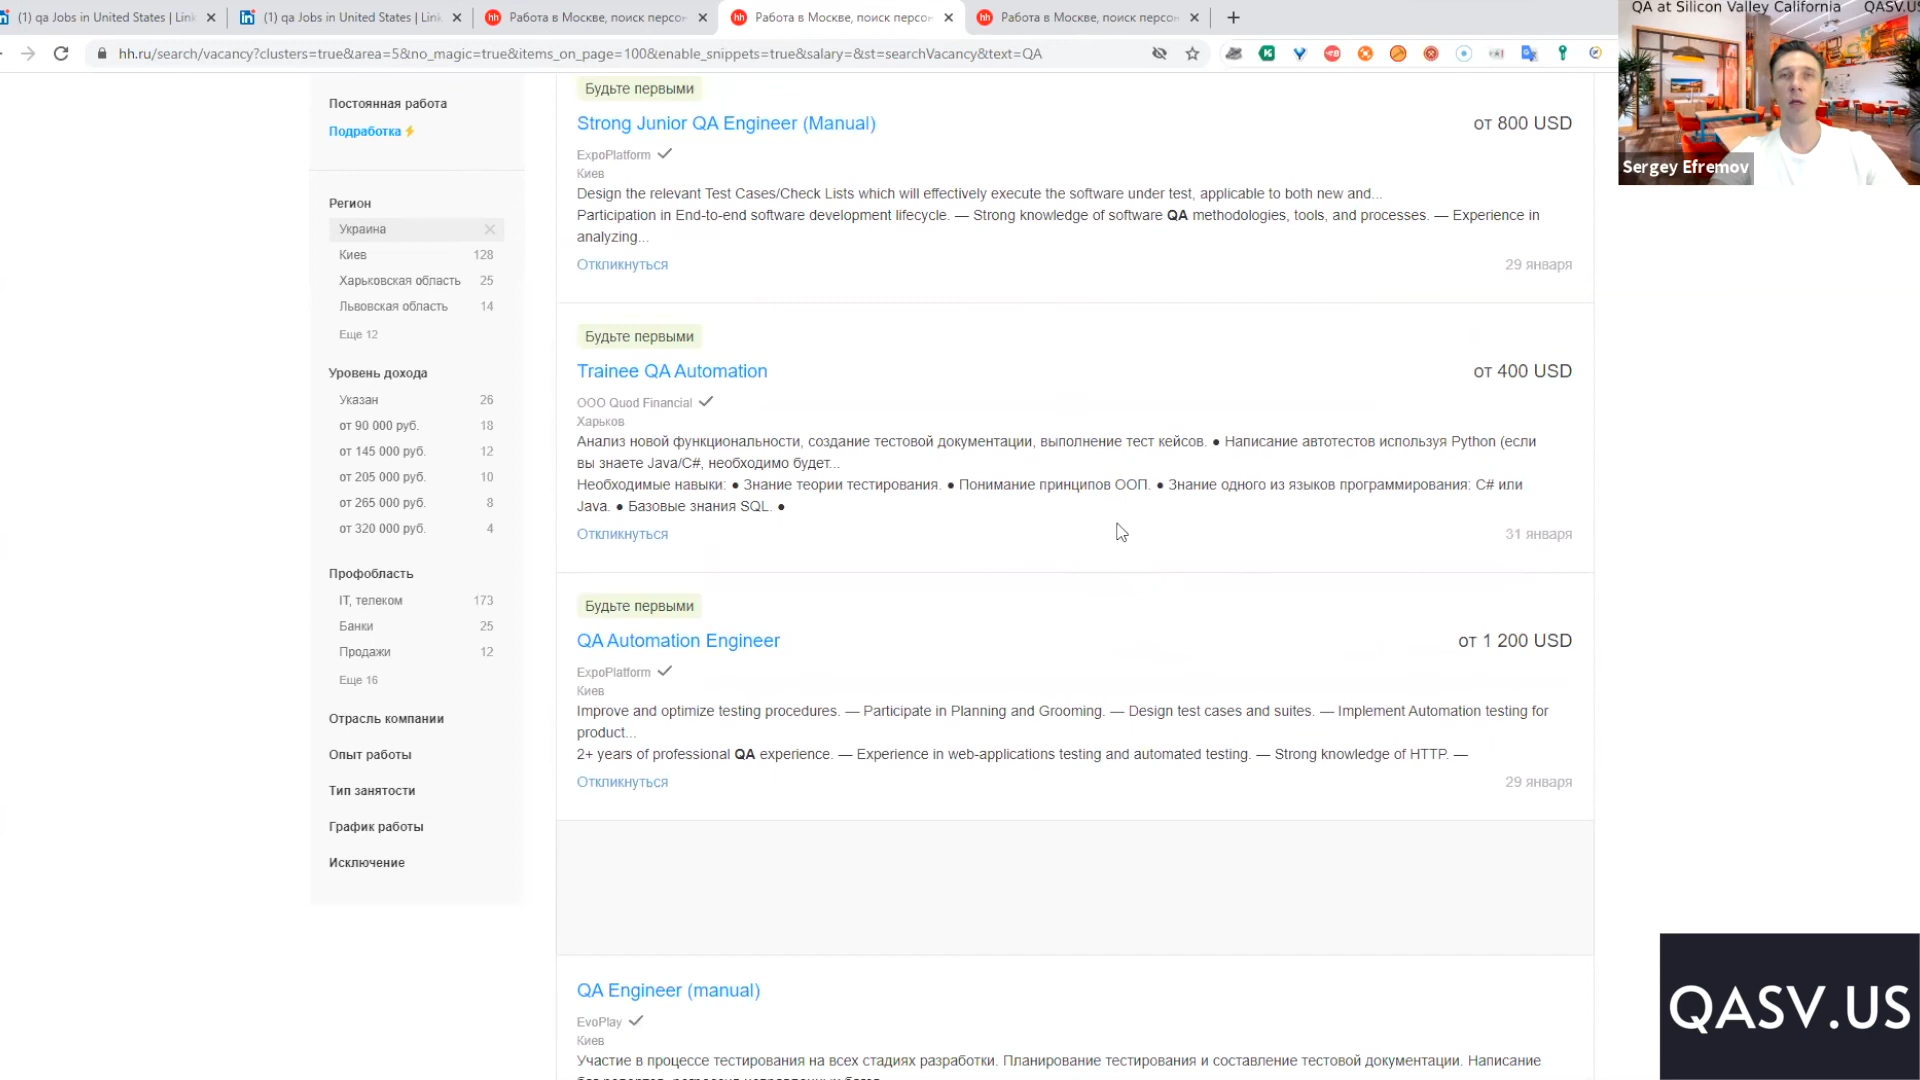 (1) qa Jobs in United States | Link
(1) qa Jobs in United States | Link
Работа в Москве, поиск персон
Работа в Москве, поиск персон
Работа в Москве, поиск персон
hh.ru/search/vacancy?clusters=true&area=5&no_magic=true&items_on_page=100&enable_snippets=true&salary=&st=searchVacancy&text=QA
QA at Silicon Valley California QASV.US
Sergey Efremov
Постоянная работа
Подработка
Регион
Украина
Киев 128
Харьковская область 25
Львовская область 14
Еще 12
Уровень дохода
Указан 26
от 90 000 руб. 18
от 145 000 руб. 12
от 205 000 руб. 10
от 265 000 руб. 8
от 320 000 руб. 4
Профобласть
IT, телеком 173
Банки 25
Продажи 12
Еще 16
Отрасль компании
Опыт работы
Тип занятости
График работы
Исключение
Будьте первыми
Strong Junior QA Engineer (Manual) от 800 USD
ExpoPlatform
Киев
Design the relevant Test Cases/Check Lists which will effectively execute the software under test, applicable to both new and...
Participation in End-to-end software development lifecycle. — Strong knowledge of software QA methodologies, tools, and processes. — Experience in
analyzing...
Откликнуться 29 января
Будьте первыми
Trainee QA Automation от 400 USD
ООО Quod Financial
Харьков
Анализ новой функциональности, создание тестовой документации, выполнение тест кейсов. ● Написание автотестов используя Python (если
вы знаете Java/C#, необходимо будет...
Необходимые навыки: ● Знание теории тестирования. ● Понимание принципов ООП. ● Знание одного из языков программирования: C# или
Java. ● Базовые знания SQL. ●
Откликнуться 31 января
Будьте первыми
QA Automation Engineer от 1 200 USD
ExpoPlatform
Киев
Improve and optimize testing procedures. — Participate in Planning and Grooming. — Design test cases and suites. — Implement Automation testing for
product...
2+ years of professional QA experience. — Experience in web-applications testing and automated testing. — Strong knowledge of HTTP. —
Откликнуться 29 января
QA Engineer (manual)
EvoPlay
Киев
Участие в процессе тестирования на всех стадиях разработки. Планирование тестирования и составление тестовой документации. Написание
QASV.US